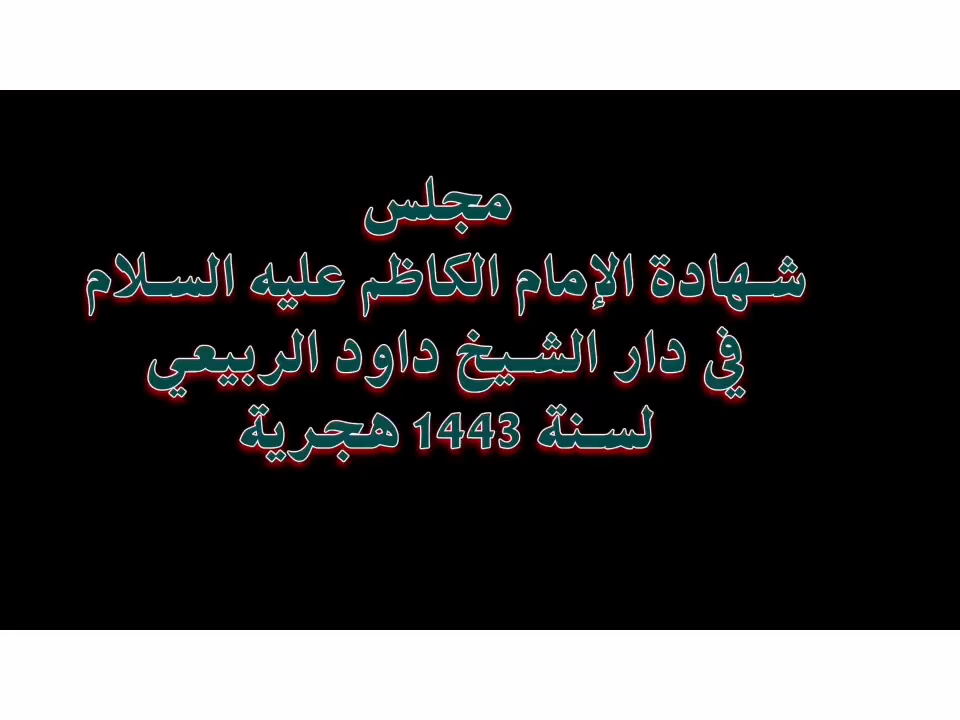 مجلس
شهادة الإمام الكاظم عليه السلام
في دار الشيخ داود الربيعي
لسنة 1443 هجرية